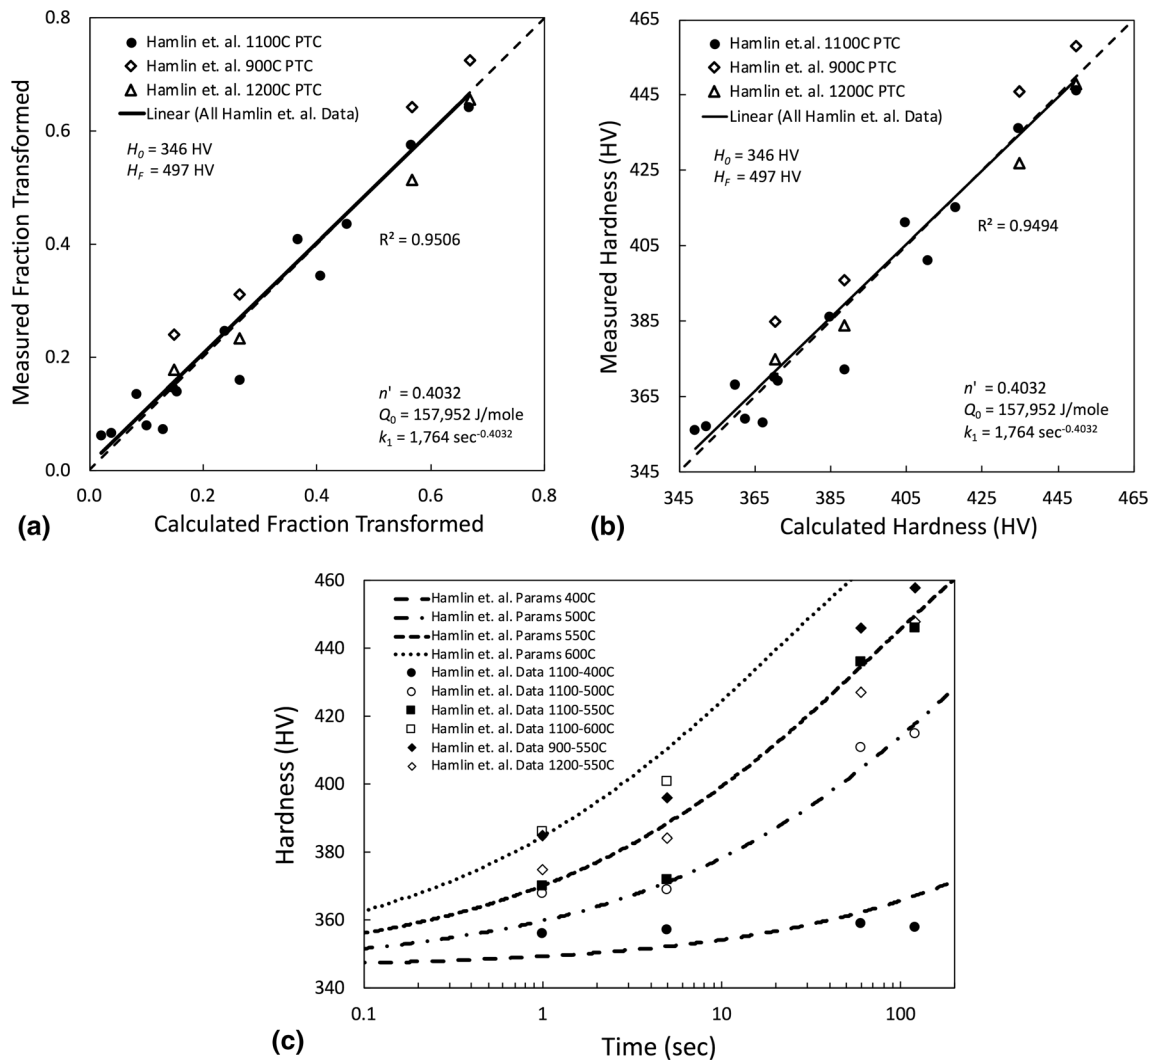 Hamlin et. al. 1100C PTC
Hamlin et. al. 900C PTC
Hamlin et. al. 1200C PTC
Linear (All Hamlin et. al. Data)
H0 = 346 HV
HF = 497 HV
R² = 0.9506
n' = 0.4032
Q0 = 157,952 J/mole
k1 = 1,764 sec-0.4032
Measured Fraction Transformed
0.8
0.6
0.4
0.2
0.0
0.0 0.2 0.4 0.6 0.8
Calculated Fraction Transformed
(a)
Hamlin et.al. 1100C PTC
Hamlin et. al. 900C PTC
Hamlin et. al. 1200C PTC
Linear (All Hamlin et. al. Data)
H0 = 346 HV
HF = 497 HV
R² = 0.9494
n' = 0.4032
Q0 = 157,952 J/mole
k1 = 1,764 sec-0.4032
Measured Hardness (HV)
465
445
425
405
385
365
345
345 365 385 405 425 445 465
Calculated Hardness (HV)
(b)
Hamlin et. al. Params 400C
Hamlin et. al. Params 500C
Hamlin et. al. Params 550C
Hamlin et. al. Params 600C
Hamlin et. al. Data 1100-400C
Hamlin et. al. Data 1100-500C
Hamlin et. al. Data 1100-550C
Hamlin et. al. Data 1100-600C
Hamlin et. al. Data 900-550C
Hamlin et. al. Data 1200-550C
Hardness (HV)
460
440
420
400
380
360
340
0.1 1 10 100
Time (sec)
(c)